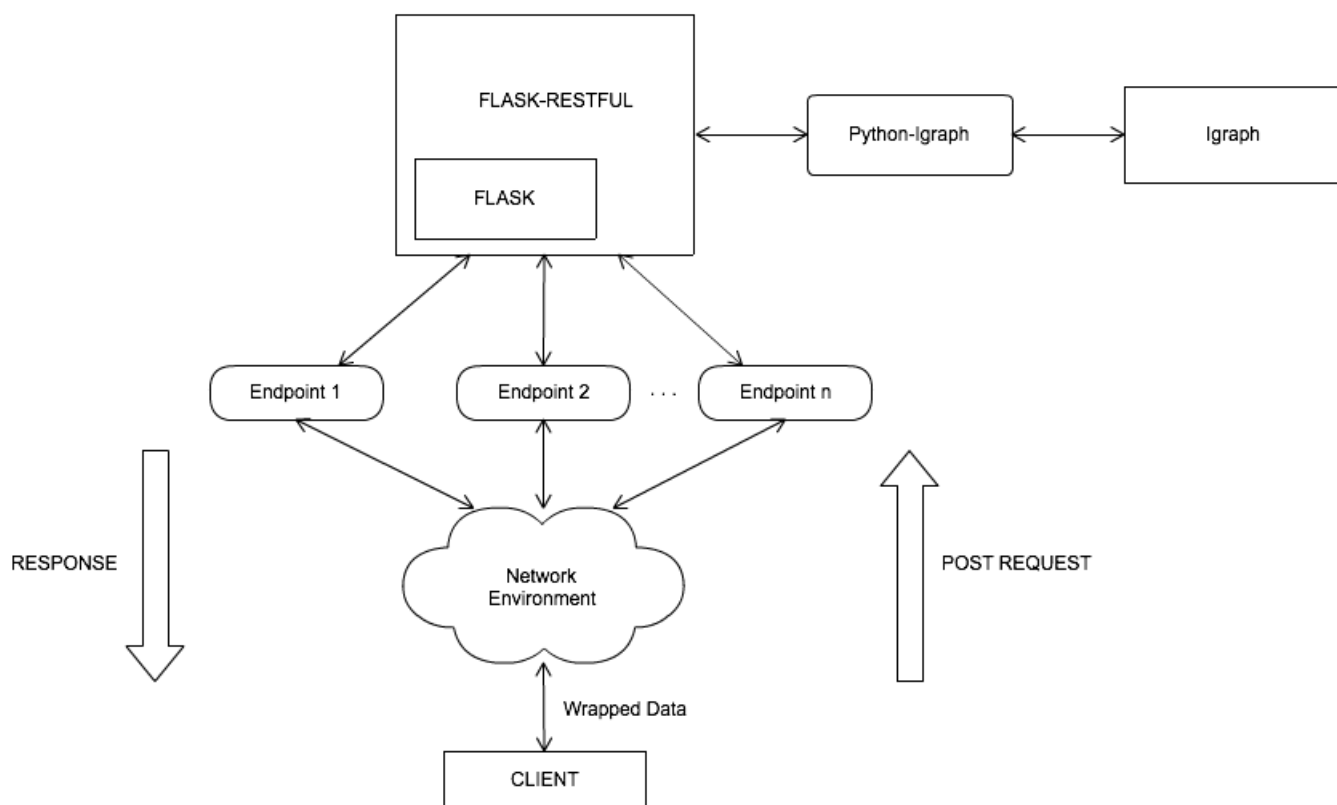 FLASK-RESTFUL
FLASK
Python-Igraph
Igraph
Endpoint 1
Endpoint 2
. . .
Endpoint n
RESPONSE
POST REQUEST
Network
Environment
Wrapped Data
CLIENT